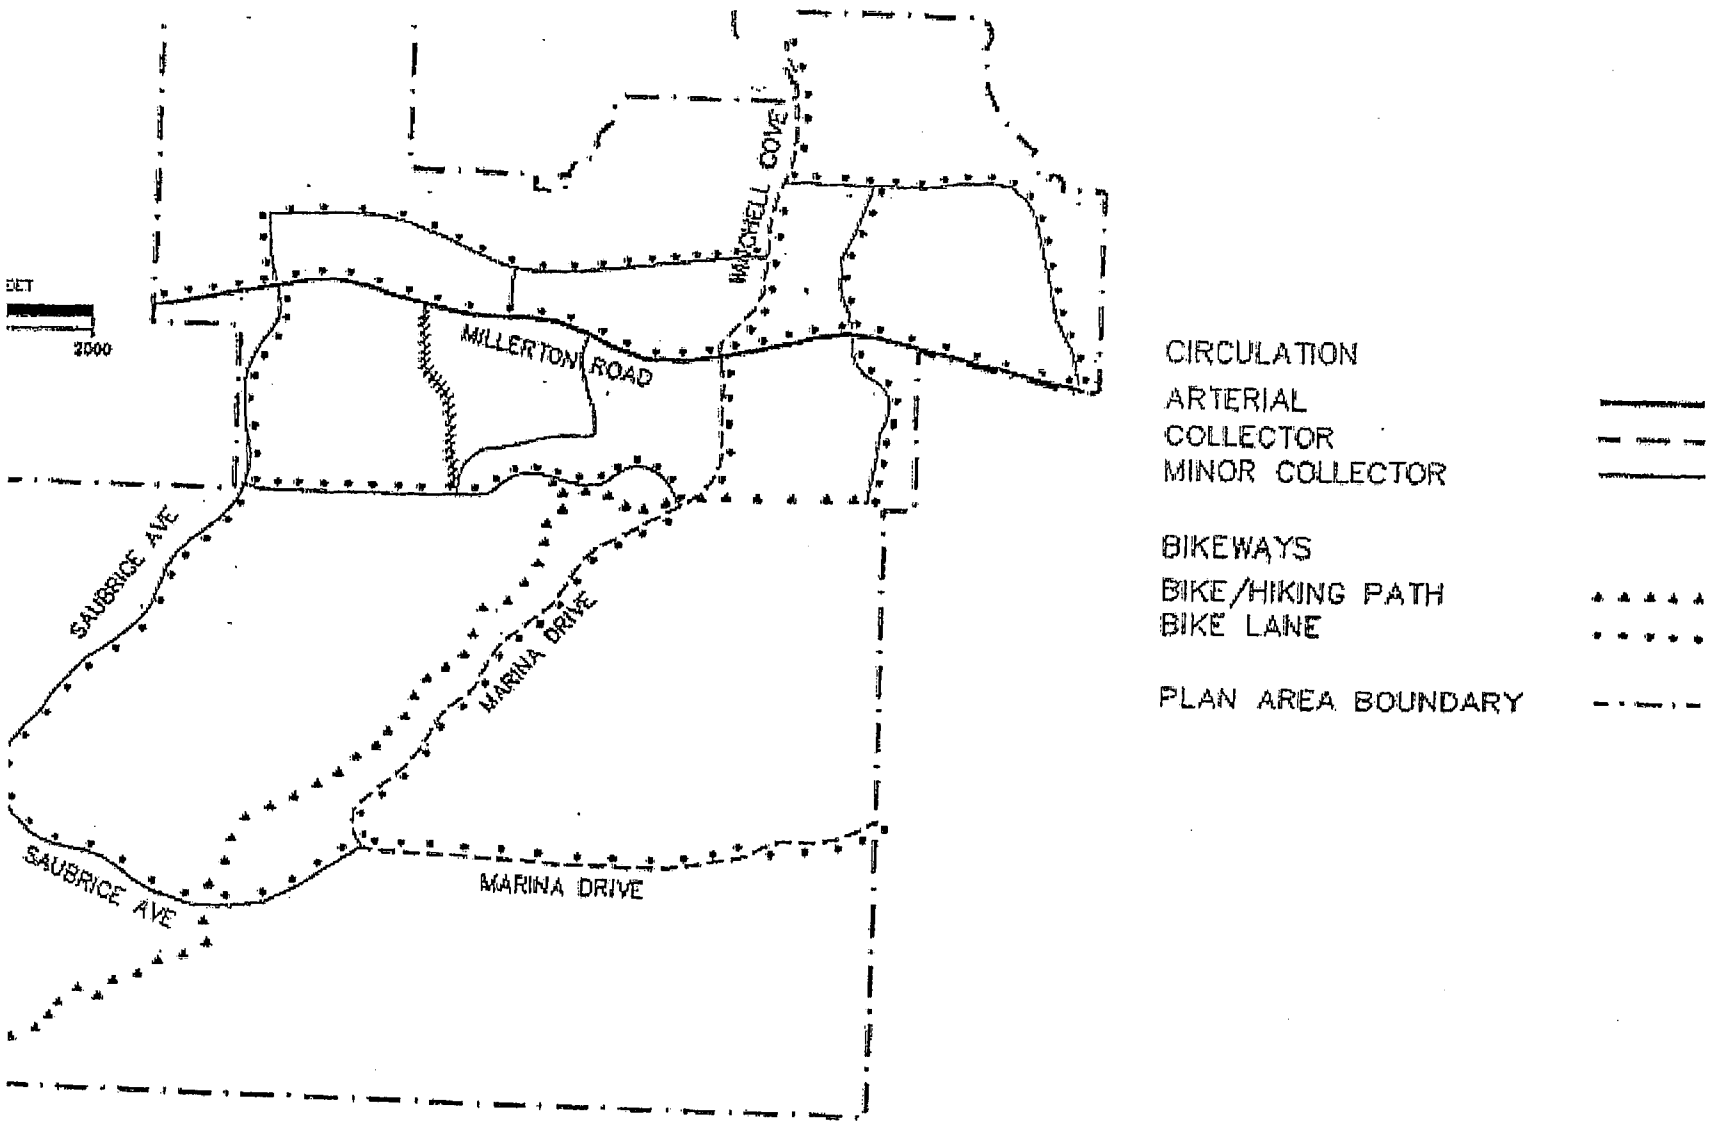 2000
COVE
MILLERTON ROAD
SAUBRICE AVE
MARINA DRIVE
SAUBRICE AVE
MARINA DRIVE
CIRCULATION
ARTERIAL
COLLECTOR
MINOR COLLECTOR
BIKEWAYS
BIKE/HIKING PATH
BIKE LANE
PLAN AREA BOUNDARY